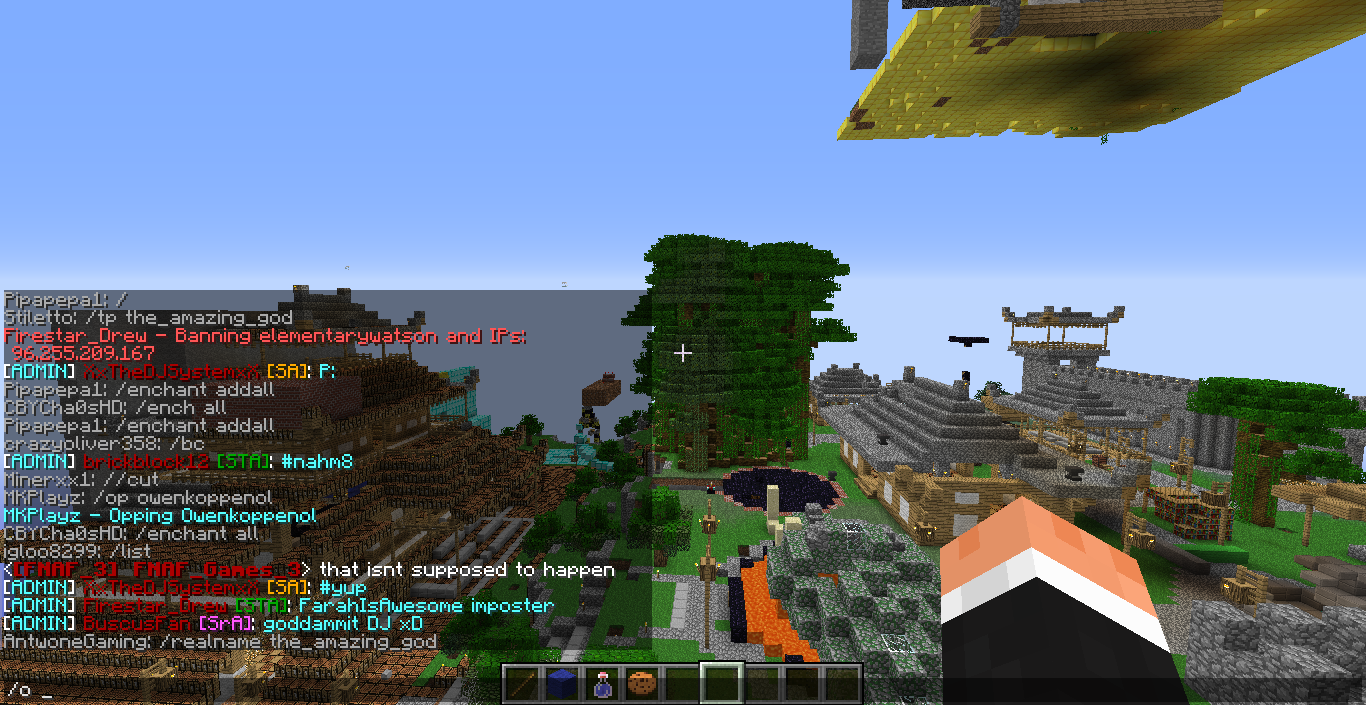 Pipapepa1: /
Stiletto: /tp the_amazing_god
Firestar_Drew - Banning elementarywatson and IPs:
96.255.209.167
[ADMIN] XxTheDJSystemxX [SA]: P:
Pipapepa1: /enchant addall
CBYCha0sHD: /ench all
Pipapepa1: /enchant addall
crazyoliver358: /bc
[ADMIN] brickblock12 [STA]: #nahm8
Minerxx1: //cut
MKPlayz: /op owenkoppenol
MKPlayz - Opping Owenkoppenol
CBYCha0sHD: /enchant all
igloo8299: /list
<[FNAF_3] FNAF_Games_3> that isnt supposed to happen
[ADMIN] XxTheDJSystemxX [SA]: #yup
[ADMIN] Firestar_Drew [STA]: FarahIsAwesome imposter
[ADMIN] BuscusFan [SrA]: goddammit DJ xD
AntwoneGaming: /realname the_amazing_god
/o _